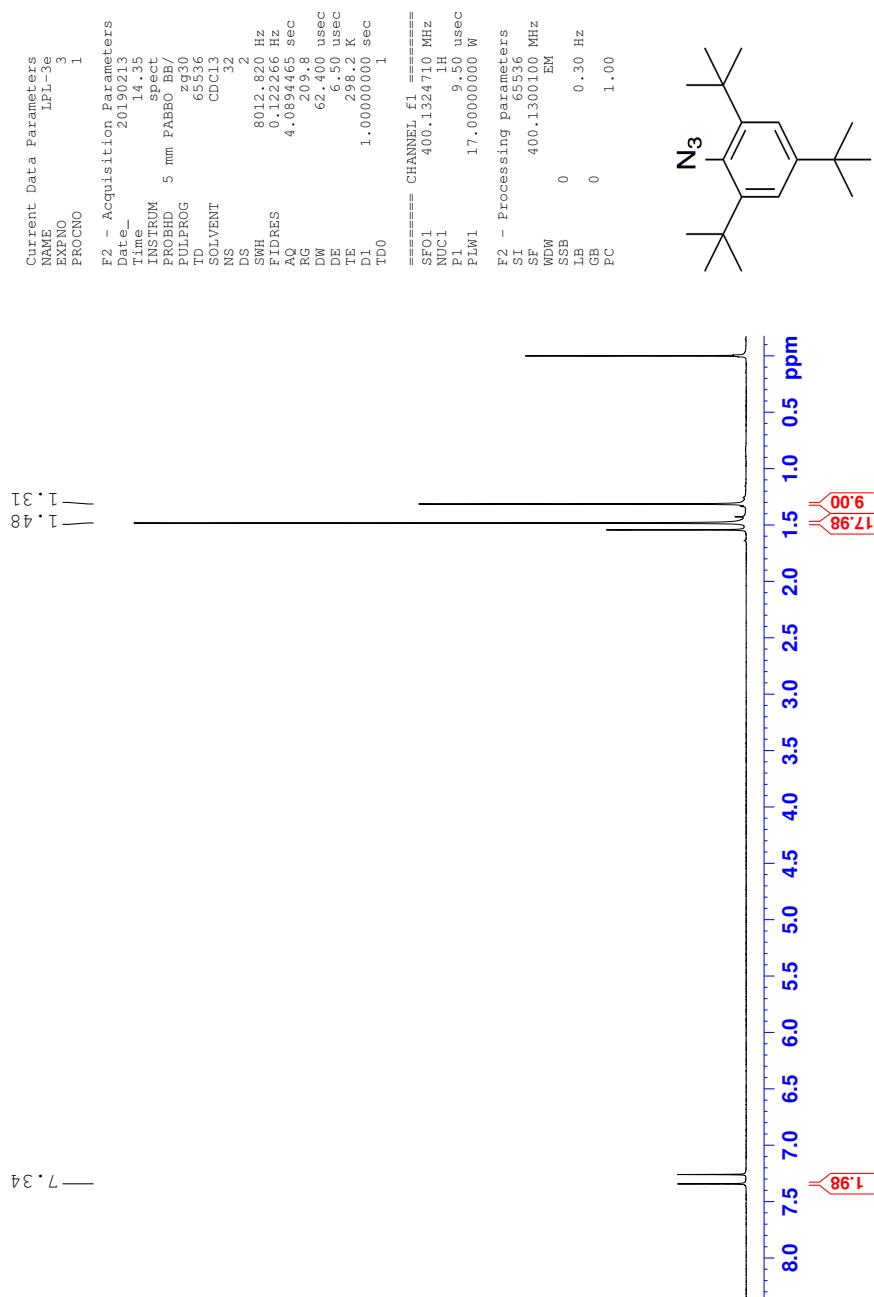 Current Data Parameters
NAME LPL-3e
EXPNO 3
PROCNO 1
F2 - Acquisition Parameters
Date_ 20190213
Time 14.35
INSTRUM spect
PROBHD 5 mm PABBO BB/
PULPROG zg30
TD 65536
SOLVENT CDCl3
NS 32
DS 2
SWH 8012.820 Hz
FIDRES 0.122266 Hz
AQ 4.0894465 sec
RG 209.8
DW 62.400 usec
DE 6.50 usec
TE 298.2 K
D1 1.00000000 sec
TD0 1
======== CHANNEL f1 ========
SFO1 400.1324710 MHz
NUC1 1H
P1 9.50 usec
PLW1 17.00000000 W
F2 - Processing parameters
SI 65536
SF 400.1300100 MHz
WDW EM
SSB 0
LB 0.30 Hz
GB 0
PC 1.00
N3
7.34
1.48
1.31
8.0 7.5 7.0 6.5 6.0 5.5 5.0 4.5 4.0 3.5 3.0 2.5 2.0 1.5 1.0 0.5 ppm
1.98
17.98
9.00